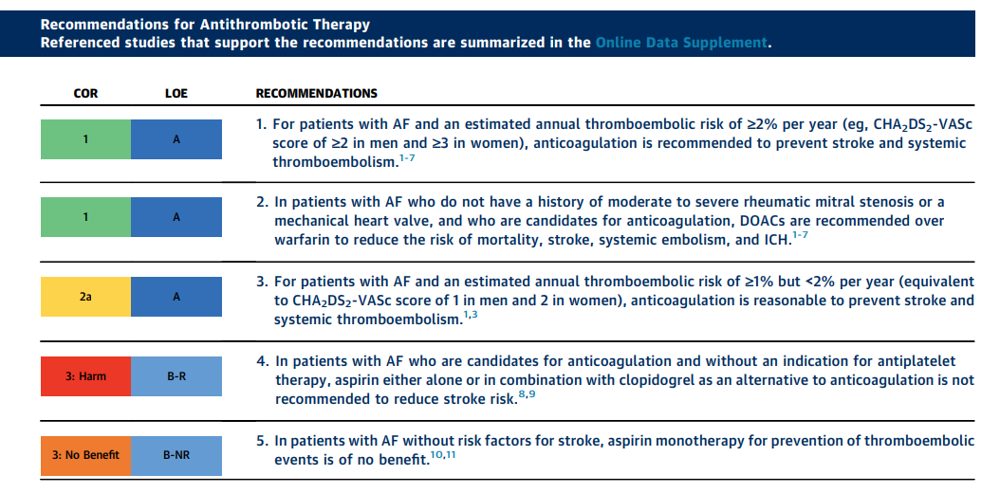 Recommendations for Antithrombotic Therapy
Referenced studies that support the recommendations are summarized in the Online Data Supplement.
COR LOE RECOMMENDATIONS
1 A 1. For patients with AF and an estimated annual thromboembolic risk of ≥2% per year (eg, CHA₂DS₂-VASc
score of ≥2 in men and ≥3 in women), anticoagulation is recommended to prevent stroke and systemic
thromboembolism.¹⁻⁷
1 A 2. In patients with AF who do not have a history of moderate to severe rheumatic mitral stenosis or a
mechanical heart valve, and who are candidates for anticoagulation, DOACs are recommended over
warfarin to reduce the risk of mortality, stroke, systemic embolism, and ICH.¹⁻⁷
2a A 3. For patients with AF and an estimated annual thromboembolic risk of ≥1% but <2% per year (equivalent
to CHA₂DS₂-VASc score of 1 in men and 2 in women), anticoagulation is reasonable to prevent stroke and
systemic thromboembolism.¹,³
3: Harm B-R 4. In patients with AF who are candidates for anticoagulation and without an indication for antiplatelet
therapy, aspirin either alone or in combination with clopidogrel as an alternative to anticoagulation is not
recommended to reduce stroke risk.⁸,⁹
3: No Benefit B-NR 5. In patients with AF without risk factors for stroke, aspirin monotherapy for prevention of thromboembolic
events is of no benefit.¹⁰,¹¹